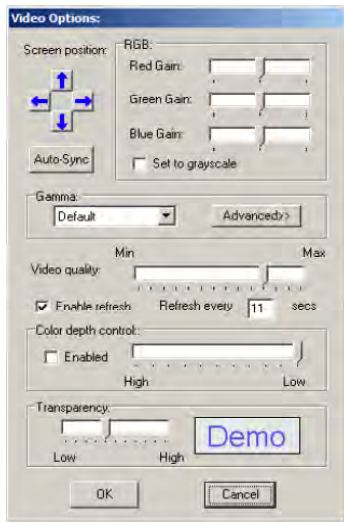 Video Options:
Screen position:
RGB:
Red Gain:
Green Gain:
Blue Gain:
Auto-Sync
Set to grayscale
Gamma:
Default
Advanced>>
Min Max
Video quality:
Enable refresh Refresh every 11 secs
Color depth control:
Enabled
High Low
Transparency:
Demo
Low High
OK Cancel